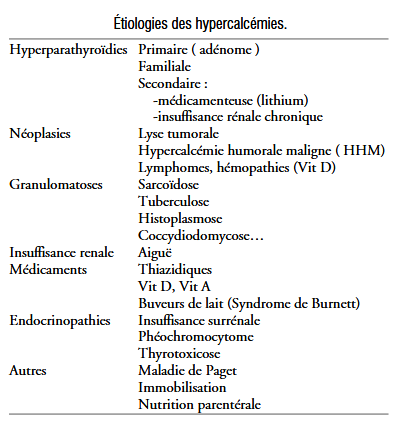 Étiologies des hypercalcémies.
Hyperparathyroïdies Primaire ( adénome )
Familiale
Secondaire :
-médicamenteuse (lithium)
-insuffisance rénale chronique
Néoplasies Lyse tumorale
Hypercalcémie humorale maligne ( HHM)
Lymphomes, hémopathies (Vit D)
Granulomatoses Sarcoïdose
Tuberculose
Histoplasmose
Coccydiodomycose…
Insuffisance renale Aiguë
Médicaments Thiazidiques
Vit D, Vit A
Buveurs de lait (Syndrome de Burnett)
Endocrinopathies Insuffisance surrénale
Phéochromocytome
Thyrotoxicose
Autres Maladie de Paget
Immobilisation
Nutrition parentérale